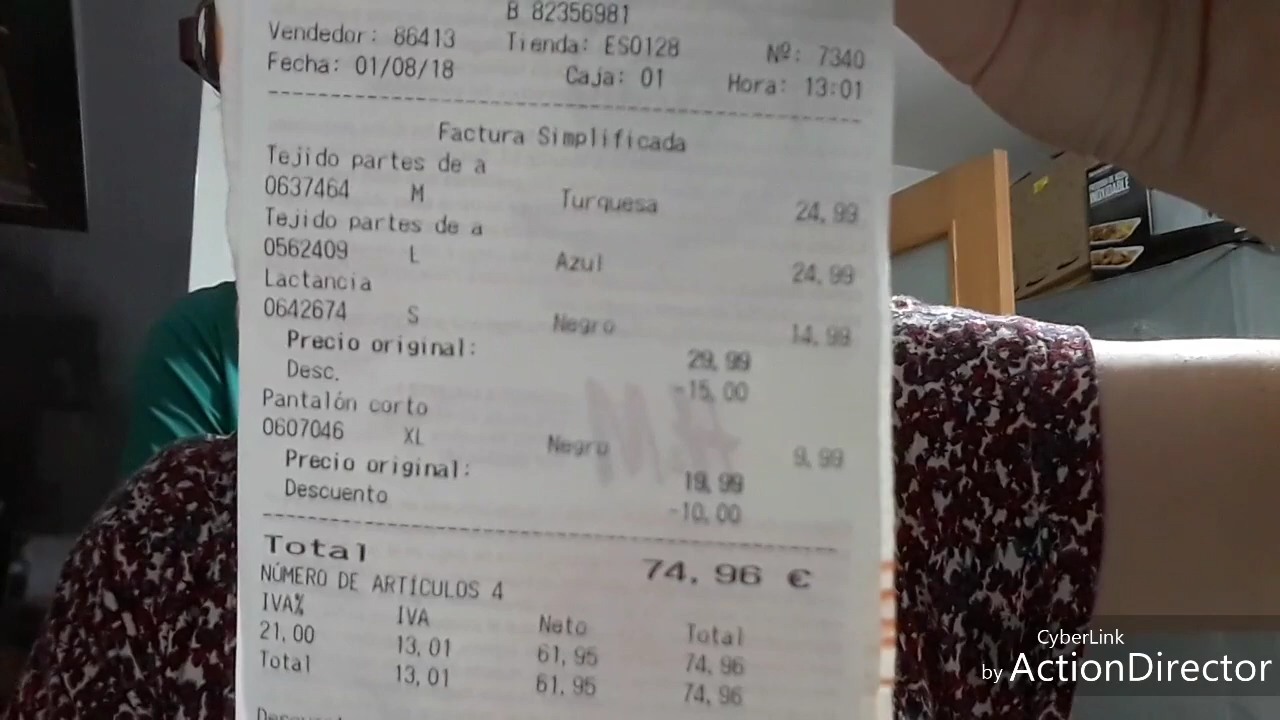 B 82356981
Vendedor: 86413 Tienda: ES0128 Nº: 7340
Fecha: 01/08/18 Caja: 01 Hora: 13:01
Factura Simplificada
Tejido partes de a
0637464 M Turquesa 24,99
Tejido partes de a
0562409 L Azul 24,99
Lactancia
0642674 S Negro 14,99
Precio original: 29,99
Desc. -15,00
Pantalón corto
0607046 XL Negro 9,99
Precio original: 19,99
Descuento -10,00
Total 74,96 €
NÚMERO DE ARTÍCULOS 4
IVA% IVA Neto Total
21,00 13,01 61,95 74,96
Total 13,01 61,95 74,96
INOXIDABLE
CyberLink
by ActionDirector